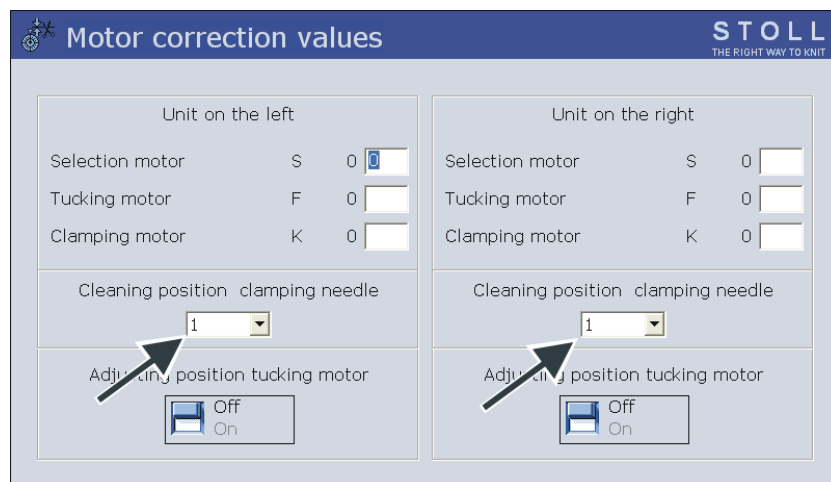 Motor correction values
STOLL
THE RIGHT WAY TO KNIT
Unit on the left
Selection motor S 0 0
Tucking motor F 0
Clamping motor K 0
Cleaning position clamping needle
1
Adjusting position tucking motor
Off
On
Unit on the right
Selection motor S 0
Tucking motor F 0
Clamping motor K 0
Cleaning position clamping needle
1
Adjusting position tucking motor
Off
On